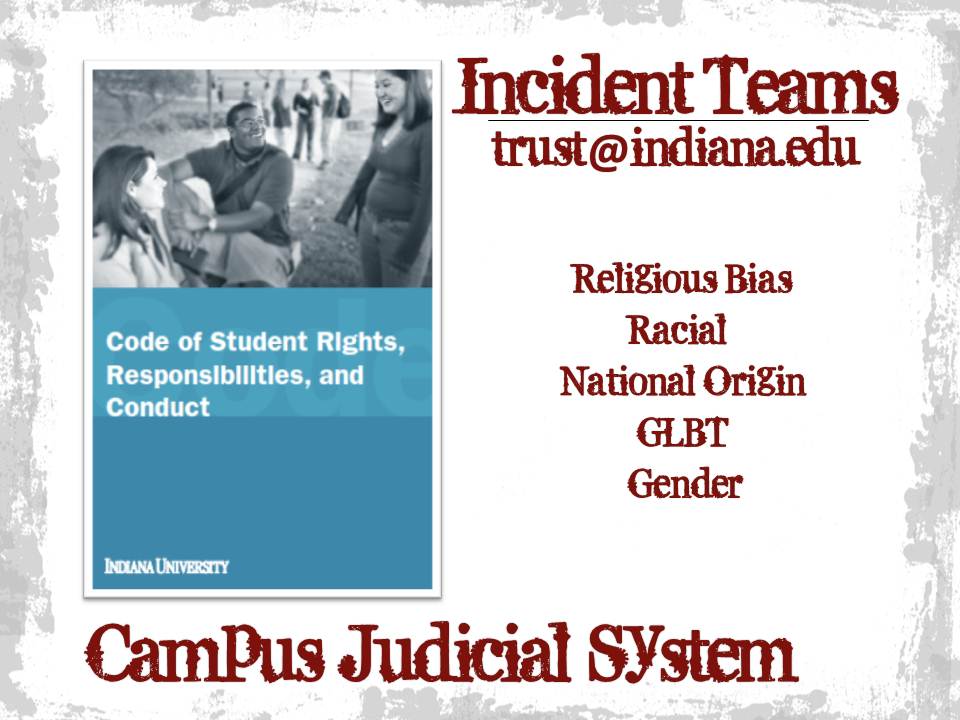 Incident Teams
trust@indiana.edu
Religious Bias
Racial
National Origin
GLBT
Gender
Code
Code of Student Rights,
Responsibilities, and
Conduct
INDIANA UNIVERSITY
Campus Judicial System